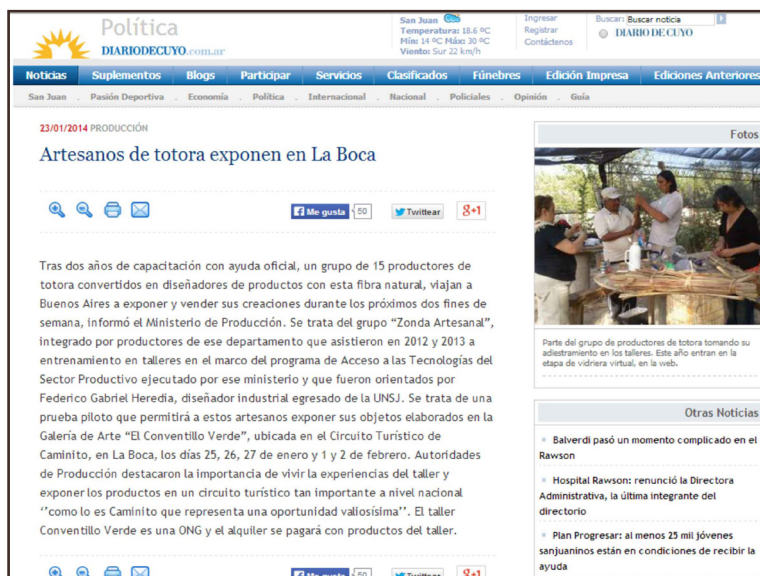 Política
DIARIODECUYO.com.ar
San Juan
Temperatura: 18.6 ºC
Mín: 14 ºC Máx: 30 ºC
Viento: Sur 22 km/h
Ingresar
Registrar
Contáctenos
Buscar: Buscar noticia
DIARIO DE CUYO
Noticias Suplementos Blogs Participar Servicios Clasificados Fúnebres Edición Impresa Ediciones Anteriores
San Juan . Pasión Deportiva . Economía . Política . Internacional . Nacional . Policiales . Opinión . Guía
23/01/2014 PRODUCCIÓN
Artesanos de totora exponen en La Boca
Me gusta 50 Twittear g+1
Tras dos años de capacitación con ayuda oficial, un grupo de 15 productores de
totora convertidos en diseñadores de productos con esta fibra natural, viajan a
Buenos Aires a exponer y vender sus creaciones durante los próximos dos fines de
semana, informó el Ministerio de Producción. Se trata del grupo “Zonda Artesanal”,
integrado por productores de ese departamento que asistieron en 2012 y 2013 a
entrenamiento en talleres en el marco del programa de Acceso a las Tecnologías del
Sector Productivo ejecutado por ese ministerio y que fueron orientados por
Federico Gabriel Heredia, diseñador industrial egresado de la UNSJ. Se trata de una
prueba piloto que permitirá a estos artesanos exponer sus objetos elaborados en la
Galería de Arte “El Conventillo Verde”, ubicada en el Circuito Turístico de
Caminito, en La Boca, los días 25, 26, 27 de enero y 1 y 2 de febrero. Autoridades
de Producción destacaron la importancia de vivir la experiencias del taller y
exponer los productos en un circuito turístico tan importante a nivel nacional
‘’como lo es Caminito que representa una oportunidad valiosísima’’. El taller
Conventillo Verde es una ONG y el alquiler se pagará con productos del taller.
Me gusta 50 Twittear g+1
Fotos
Parte del grupo de productores de totora tomando su
adiestramiento en los talleres. Este año entran en la
etapa de vidriera virtual, en la web.
Otras Noticias
Balverdi pasó un momento complicado en el
Rawson
Hospital Rawson: renunció la Directora
Administrativa, la última integrante del
directorio
Plan Progresar: al menos 25 mil jóvenes
sanjuaninos están en condiciones de recibir la
ayuda